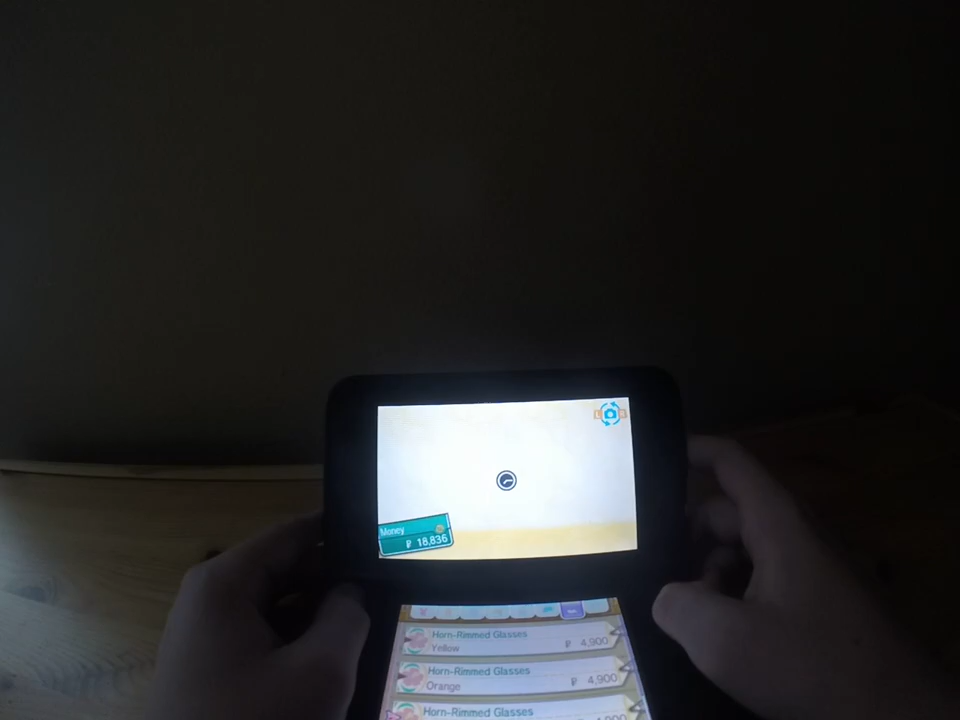 L R
Money
₽ 18,836
Horn-Rimmed Glasses
Yellow ₽ 4,900
Horn-Rimmed Glasses
Orange ₽ 4,900
Horn-Rimmed Glasses